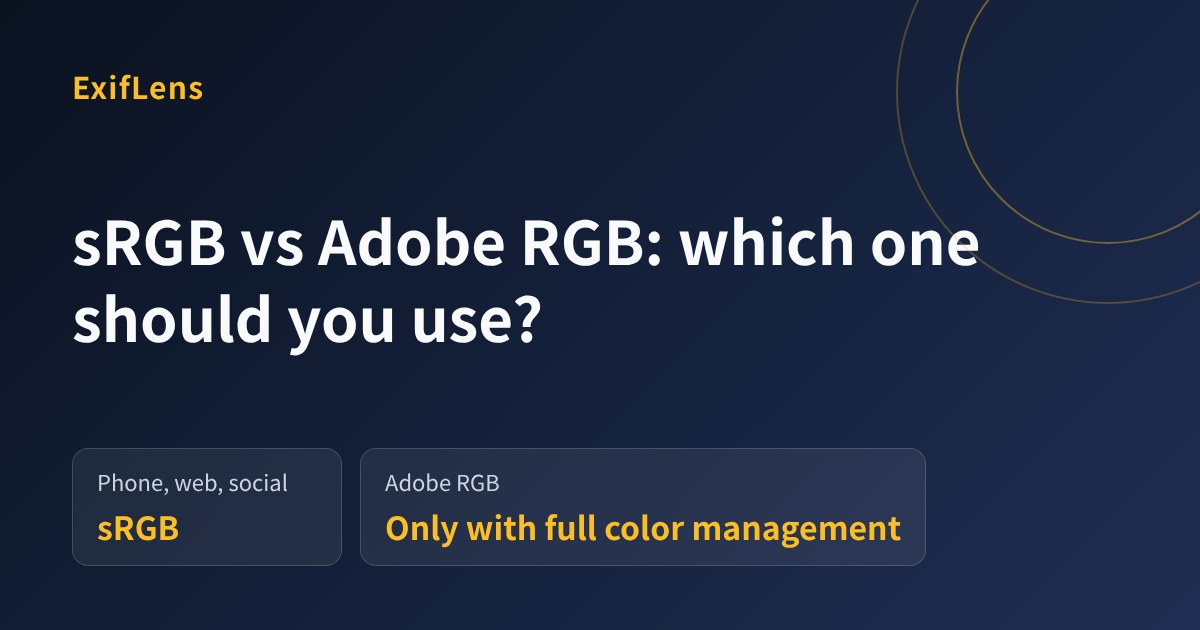 ExifLens
sRGB vs Adobe RGB: which one
should you use?
Phone, web, social
sRGB
Adobe RGB
Only with full color management